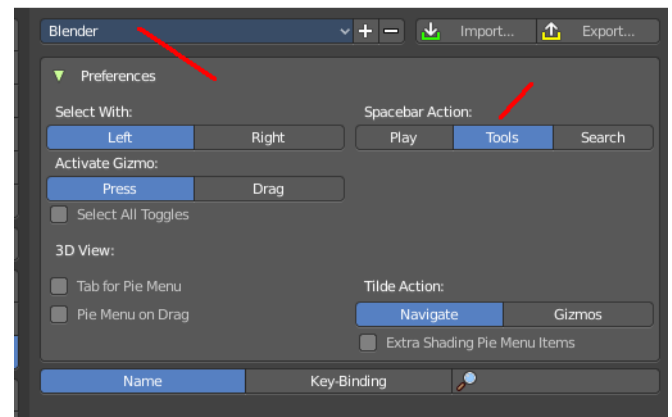 Blender Import... Export...
Preferences
Select With: Spacebar Action:
Left Right Play Tools Search
Activate Gizmo:
Press Drag
Select All Toggles
3D View:
Tab for Pie Menu Tilde Action:
Pie Menu on Drag Navigate Gizmos
Extra Shading Pie Menu Items
Name Key-Binding